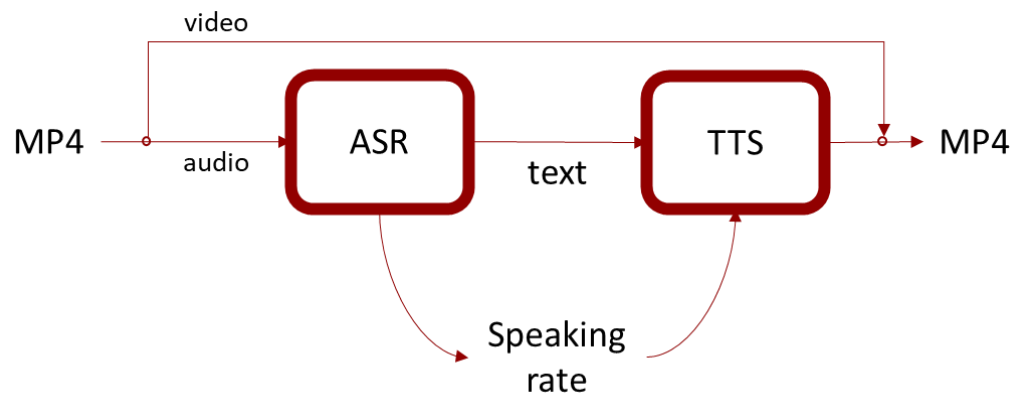 video
MP4
audio
ASR
text
TTS
MP4
Speaking
rate